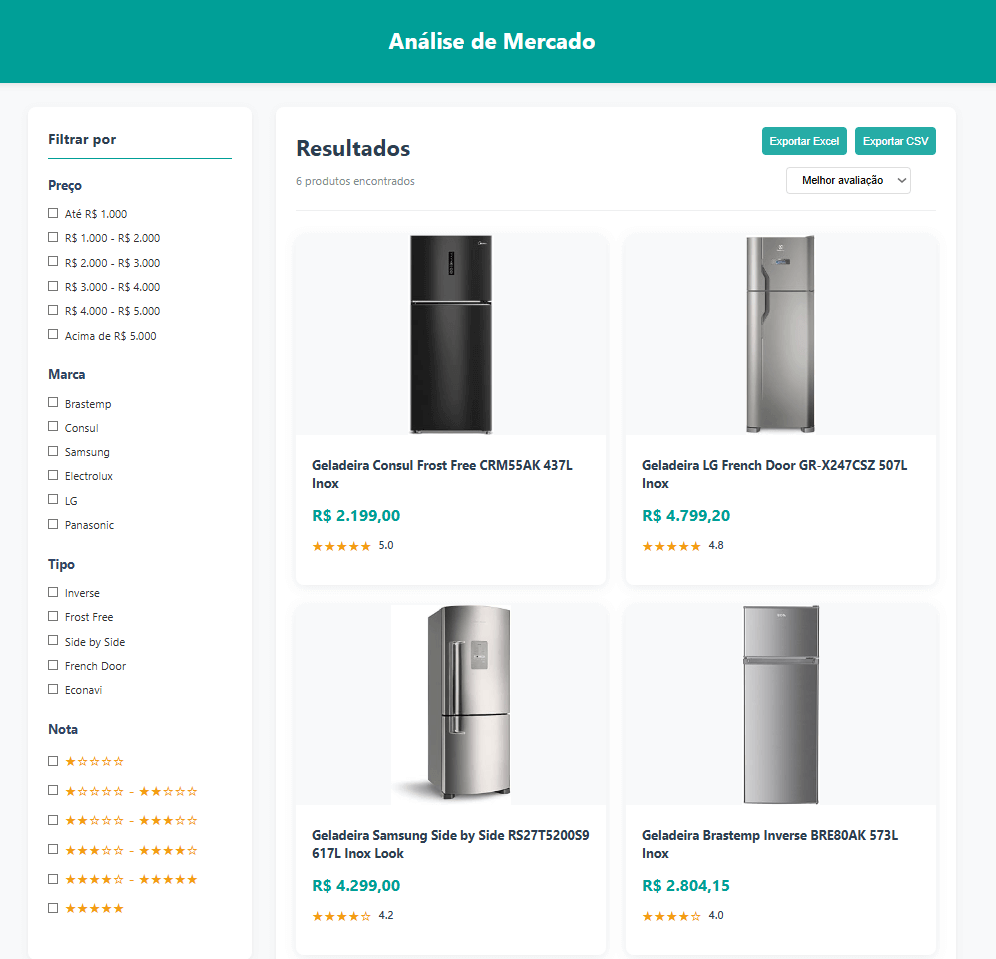 Análise de Mercado
Filtrar por
Preço
Até R$ 1.000
R$ 1.000 - R$ 2.000
R$ 2.000 - R$ 3.000
R$ 3.000 - R$ 4.000
R$ 4.000 - R$ 5.000
Acima de R$ 5.000
Marca
Brastemp
Consul
Samsung
Electrolux
LG
Panasonic
Tipo
Inverse
Frost Free
Side by Side
French Door
Econavi
Nota
★☆☆☆☆
★☆☆☆☆ - ★★☆☆☆
★★☆☆☆ - ★★★☆☆
★★★☆☆ - ★★★★☆
★★★★☆ - ★★★★★
★★★★★
Resultados
6 produtos encontrados
Exportar Excel
Exportar CSV
Melhor avaliação
Geladeira Consul Frost Free CRM55AK 437L
Inox
R$ 2.199,00
★★★★★ 5.0
Geladeira LG French Door GR-X247CSZ 507L
Inox
R$ 4.799,20
★★★★★ 4.8
Geladeira Samsung Side by Side RS27T5200S9
617L Inox Look
R$ 4.299,00
★★★★☆ 4.2
Geladeira Brastemp Inverse BRE80AK 573L
Inox
R$ 2.804,15
★★★★☆ 4.0